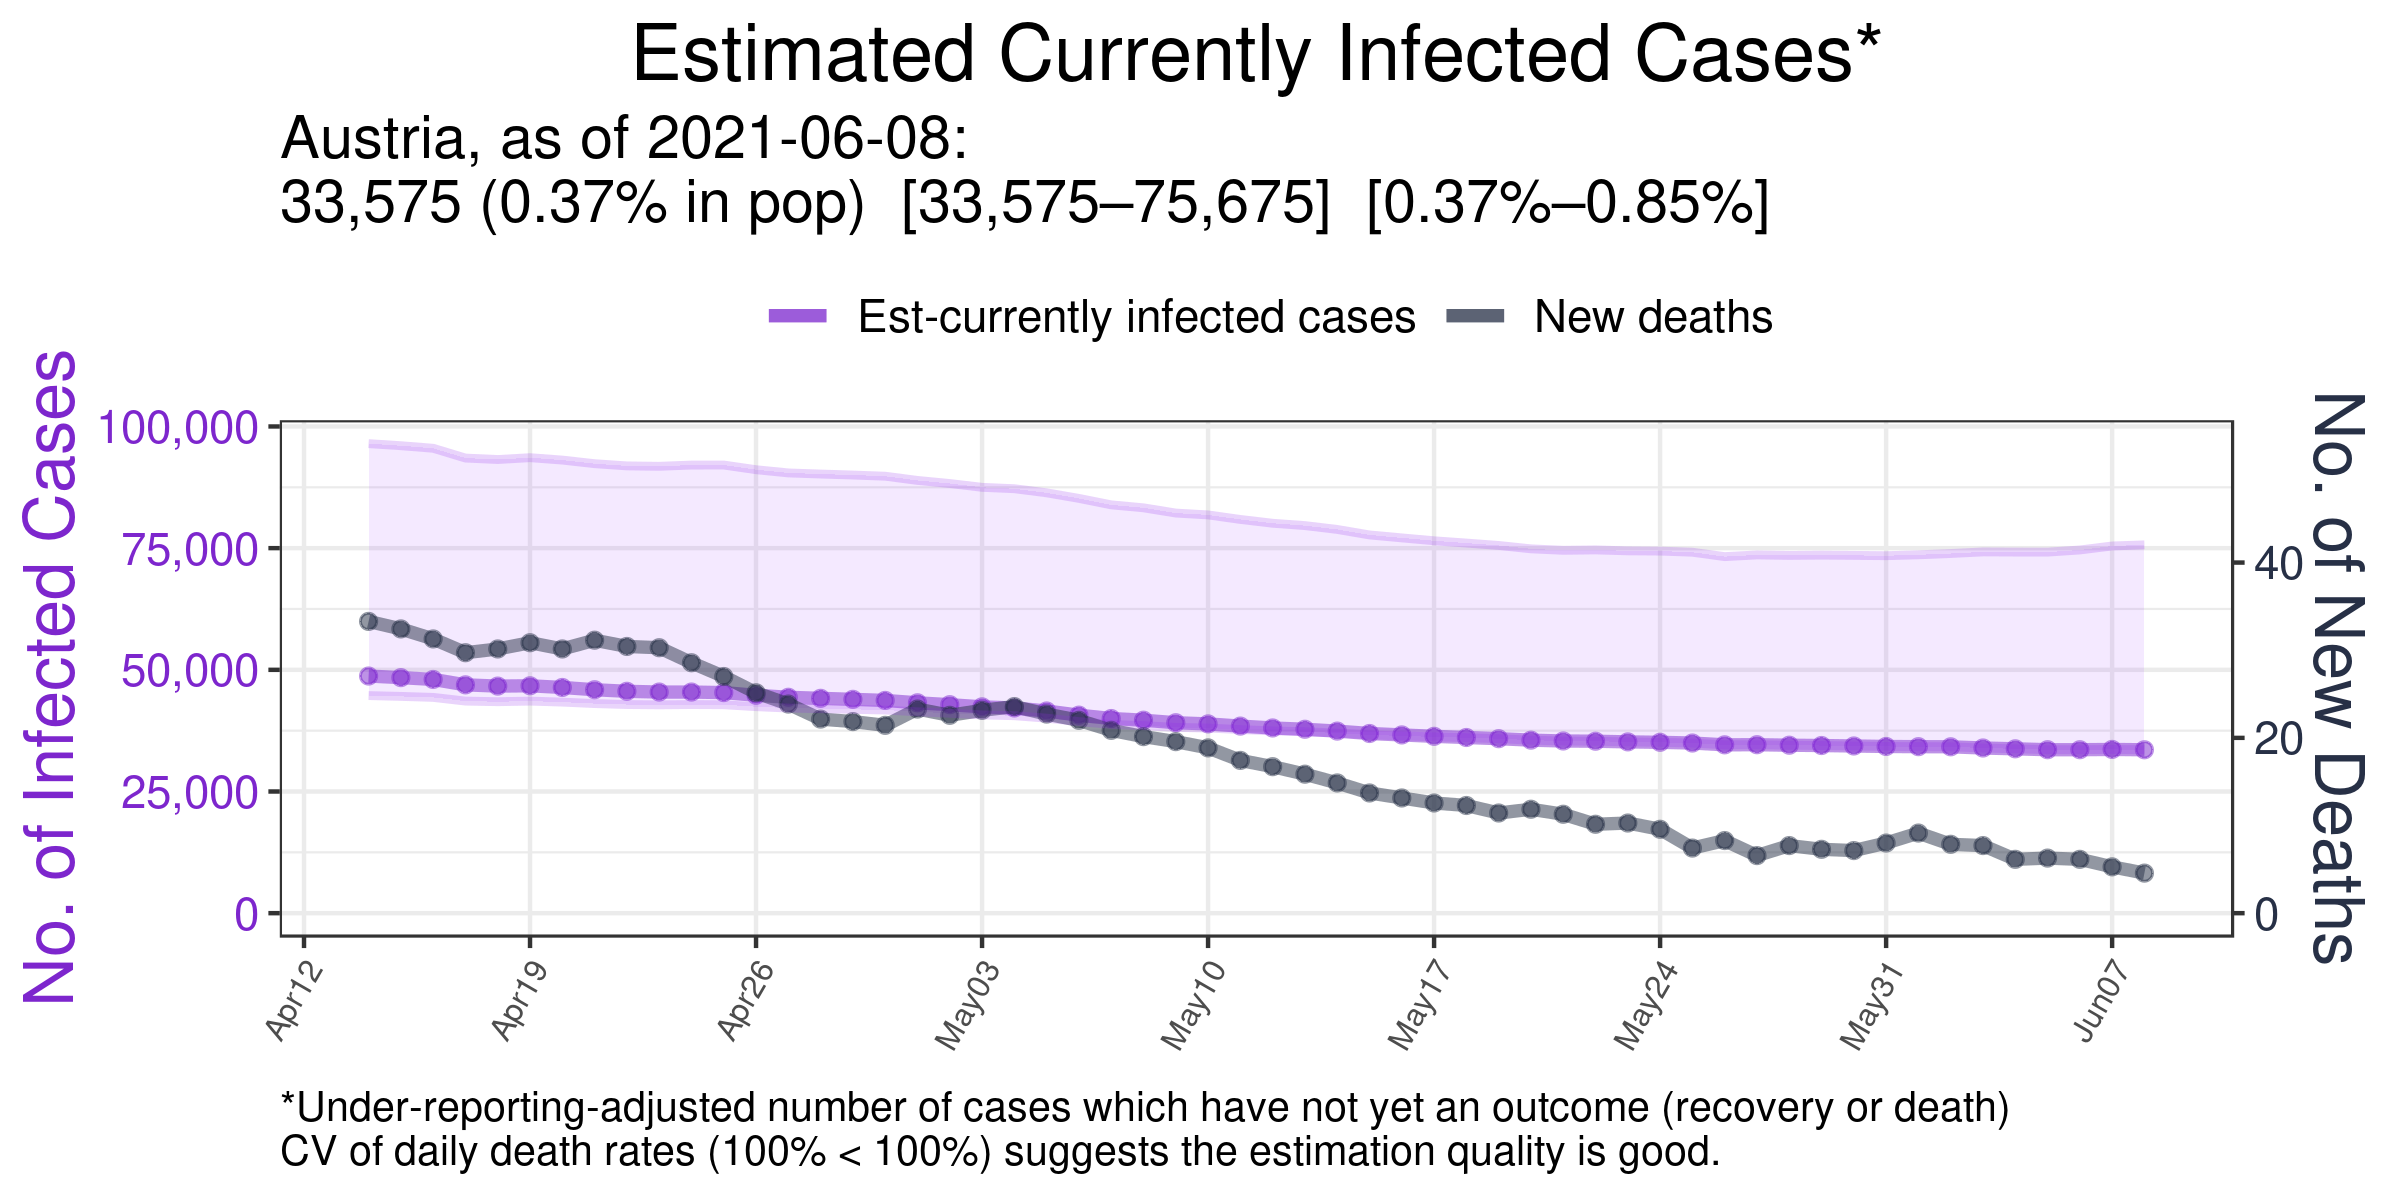 Estimated Currently Infected Cases*
Austria, as of 2021-06-08:
33,575 (0.37% in pop)  [33,575–75,675]  [0.37%–0.85%]
Est-currently infected cases
New deaths
No. of Infected Cases
100,000
75,000
50,000
25,000
0
40
20
0
No. of New Deaths
Apr12
Apr19
Apr26
May03
May10
May17
May24
May31
Jun07
*Under-reporting-adjusted number of cases which have not yet an outcome (recovery or death)
CV of daily death rates (100% < 100%) suggests the estimation quality is good.